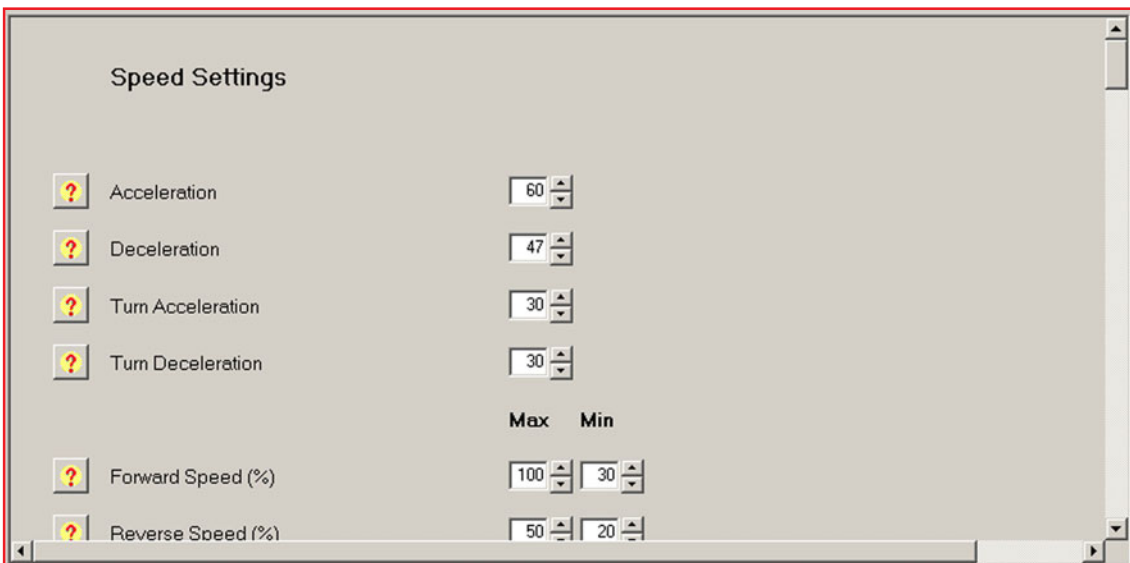 Speed Settings
? Acceleration 60
? Deceleration 47
? Turn Acceleration 30
? Turn Deceleration 30
Max Min
? Forward Speed (%) 100 30
? Reverse Speed (%) 50 20